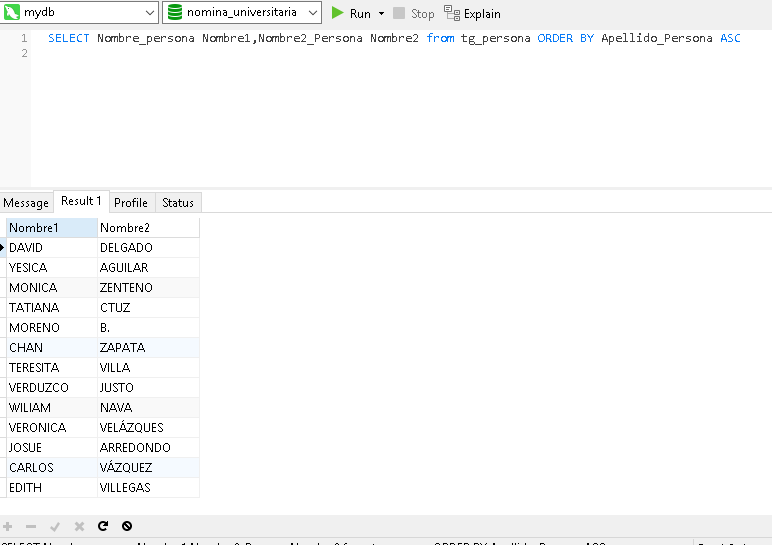 mydb nomina_universitaria Run Stop Explain
1 SELECT Nombre_persona Nombre1,Nombre2_Persona Nombre2 from tg_persona ORDER BY Apellido_Persona ASC
2
Message Result 1 Profile Status
Nombre1 Nombre2
DAVID DELGADO
YESICA AGUILAR
MONICA ZENTENO
TATIANA CTUZ
MORENO B.
CHAN ZAPATA
TERESITA VILLA
VERDUZCO JUSTO
WILIAM NAVA
VERONICA VELÁZQUES
JOSUE ARREDONDO
CARLOS VÁZQUEZ
EDITH VILLEGAS